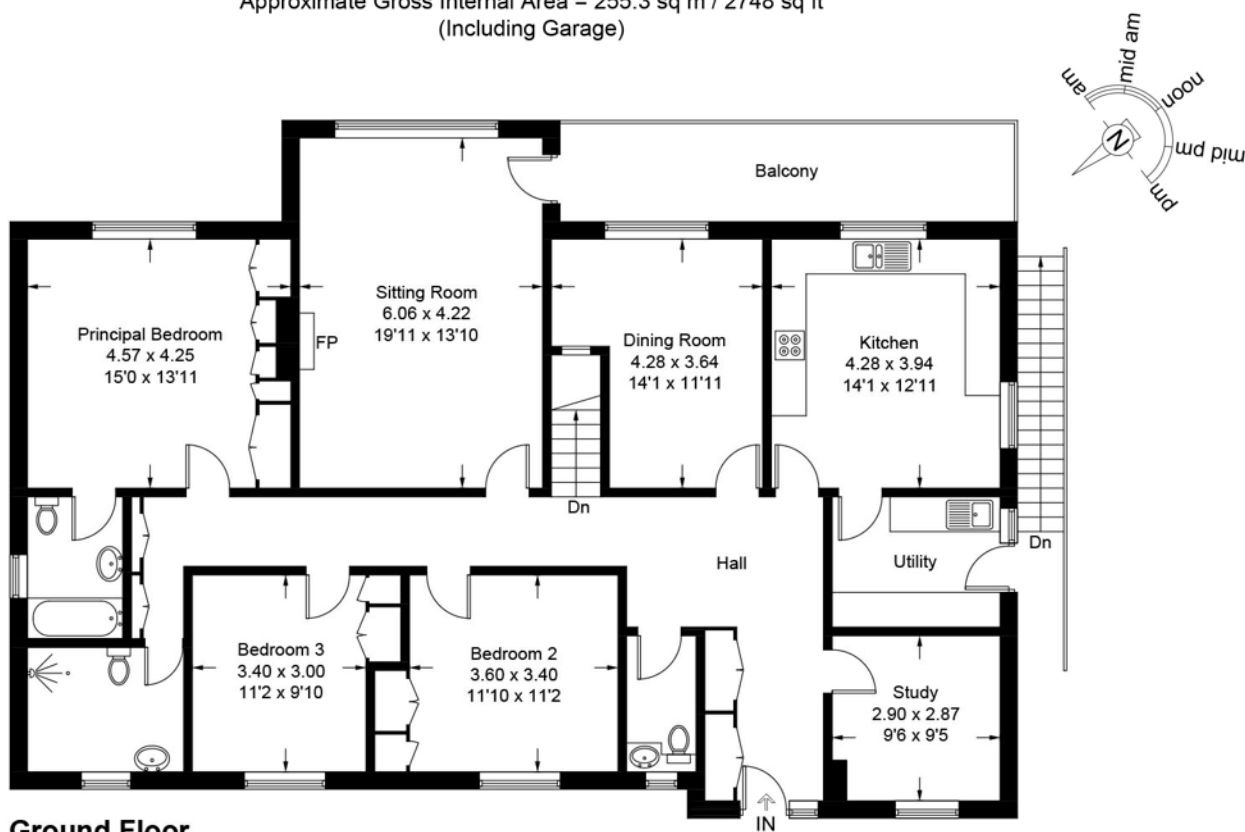 Approximate Gross Internal Area = 255.3 sq m / 2748 sq ft
(Including Garage)
am
mid am
noon
mid pm
pm
N
Balcony
Sitting Room
6.06 x 4.22
19'11 x 13'10
FP
Principal Bedroom
4.57 x 4.25
15'0 x 13'11
Dining Room
4.28 x 3.64
14'1 x 11'11
Kitchen
4.28 x 3.94
14'1 x 12'11
Dn
Dn
Hall
Utility
Bedroom 3
3.40 x 3.00
11'2 x 9'10
Bedroom 2
3.60 x 3.40
11'10 x 11'2
Study
2.90 x 2.87
9'6 x 9'5
IN
Ground Floor